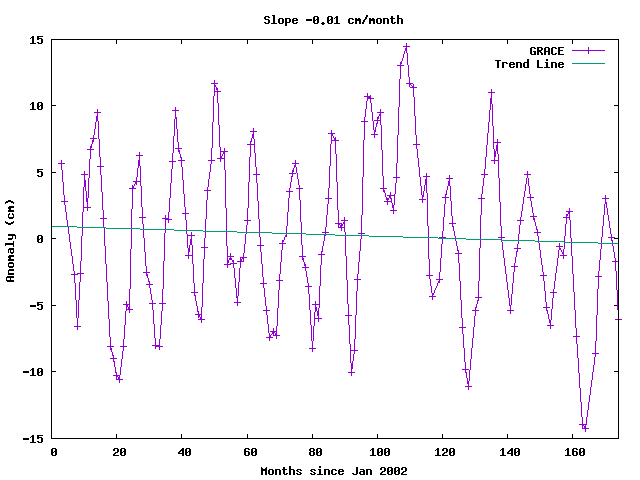 Slope -0.01 cm/month
GRACE
Trend Line
Anomaly (cm)
15
10
5
0
-5
-10
-15
0 20 40 60 80 100 120 140 160
Months since Jan 2002